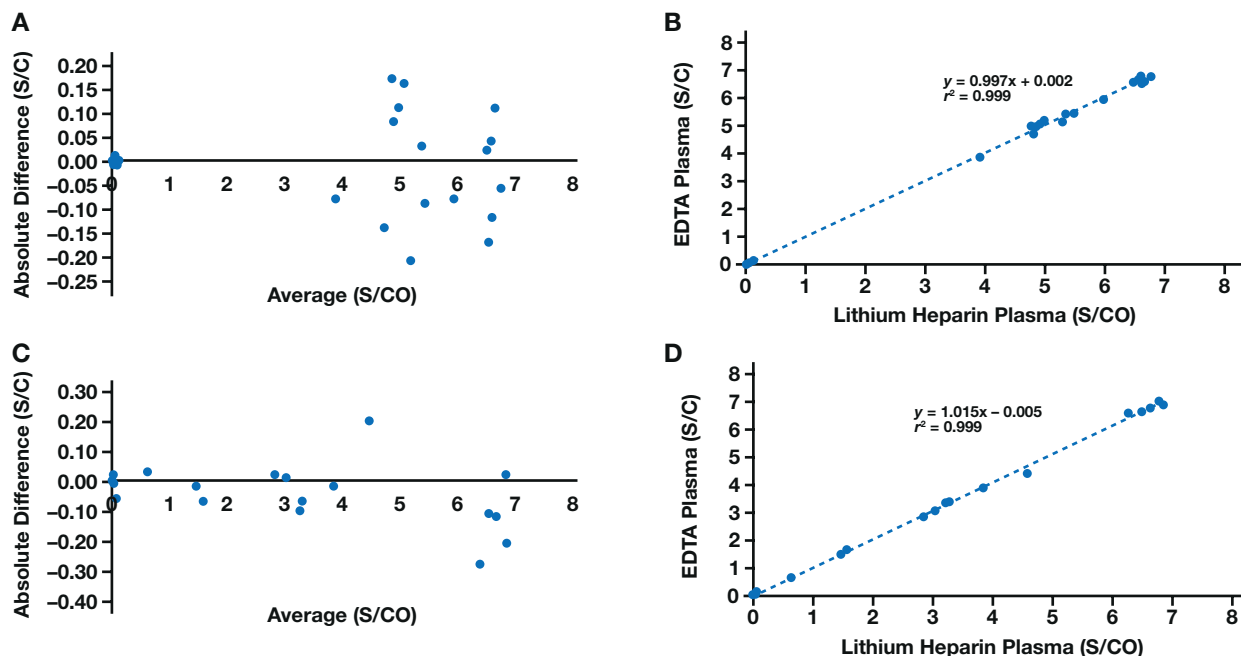 A
Absolute Difference (S/C)
0.20
0.15
0.10
0.05
0.00
−0.05
−0.10
−0.15
−0.20
−0.25
0 1 2 3 4 5 6 7 8
Average (S/CO)
B
EDTA Plasma (S/C)
8
7
6
5
4
3
2
1
0
y = 0.997x + 0.002
r² = 0.999
0 1 2 3 4 5 6 7 8
Lithium Heparin Plasma (S/CO)
C
Absolute Difference (S/C)
0.30
0.20
0.10
0.00
−0.10
−0.20
−0.30
−0.40
0 1 2 3 4 5 6 7 8
Average (S/CO)
D
EDTA Plasma (S/C)
8
7
6
5
4
3
2
1
0
y = 1.015x − 0.005
r² = 0.999
0 1 2 3 4 5 6 7 8
Lithium Heparin Plasma (S/CO)